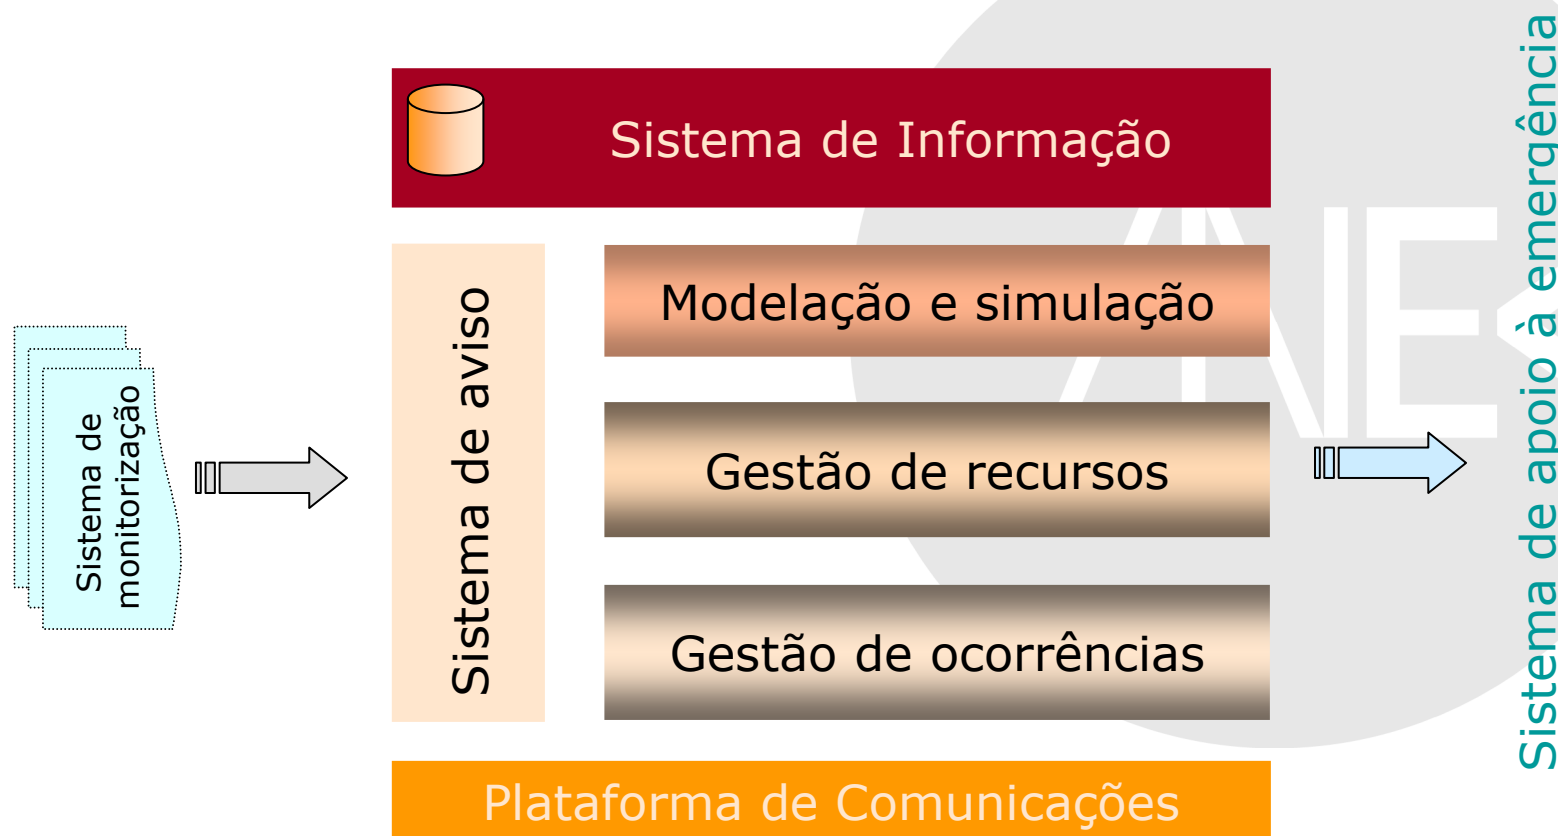 Sistema de Informação
Sistema de
monitorização
Sistema de aviso
Modelação e simulação
Gestão de recursos
Gestão de ocorrências
Plataforma de Comunicações
Sistema de apoio à emergência